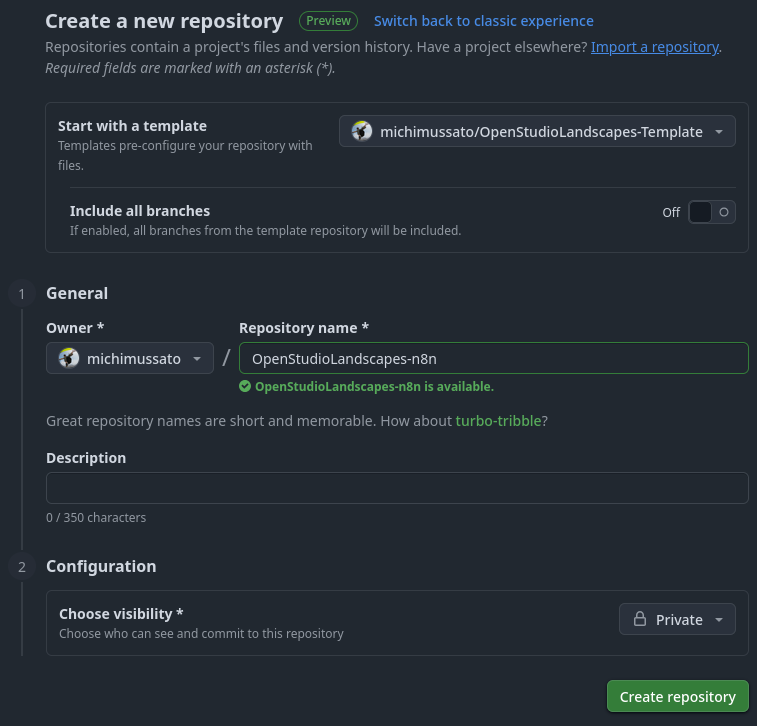 Create a new repository Preview Switch back to classic experience
Repositories contain a project's files and version history. Have a project elsewhere? Import a repository.
Required fields are marked with an asterisk (*).
Start with a template
Templates pre-configure your repository with
files.
michimussato/OpenStudioLandscapes-Template
Include all branches
If enabled, all branches from the template repository will be included.
Off
1 General
Owner *
michimussato
/
Repository name *
OpenStudioLandscapes-n8n
OpenStudioLandscapes-n8n is available.
Great repository names are short and memorable. How about turbo-tribble?
Description
0 / 350 characters
2 Configuration
Choose visibility *
Choose who can see and commit to this repository
Private
Create repository